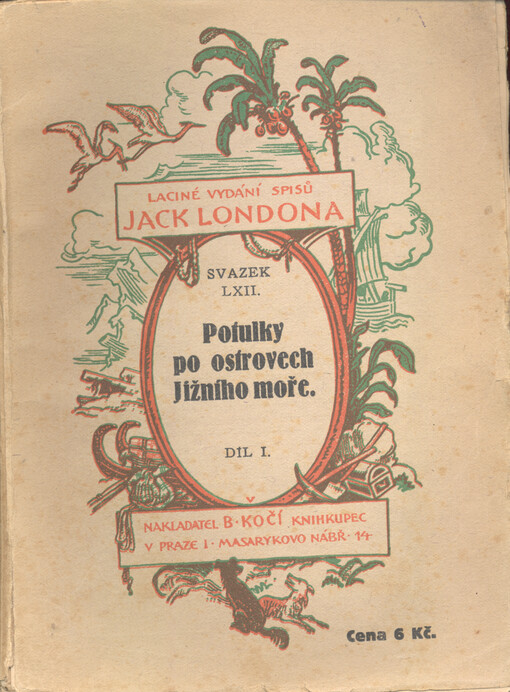 LACINÉ VYDÁNÍ SPISŮ
JACK LONDONA
SVAZEK
LXII.
Potulky
po ostrovech
Jižního moře.
DÍL I.
NAKLADATEL B·KOČÍ KNIHKUPEC
V PRAZE I · MASARYKOVO NÁBŘ · 14
Cena 6 Kč.